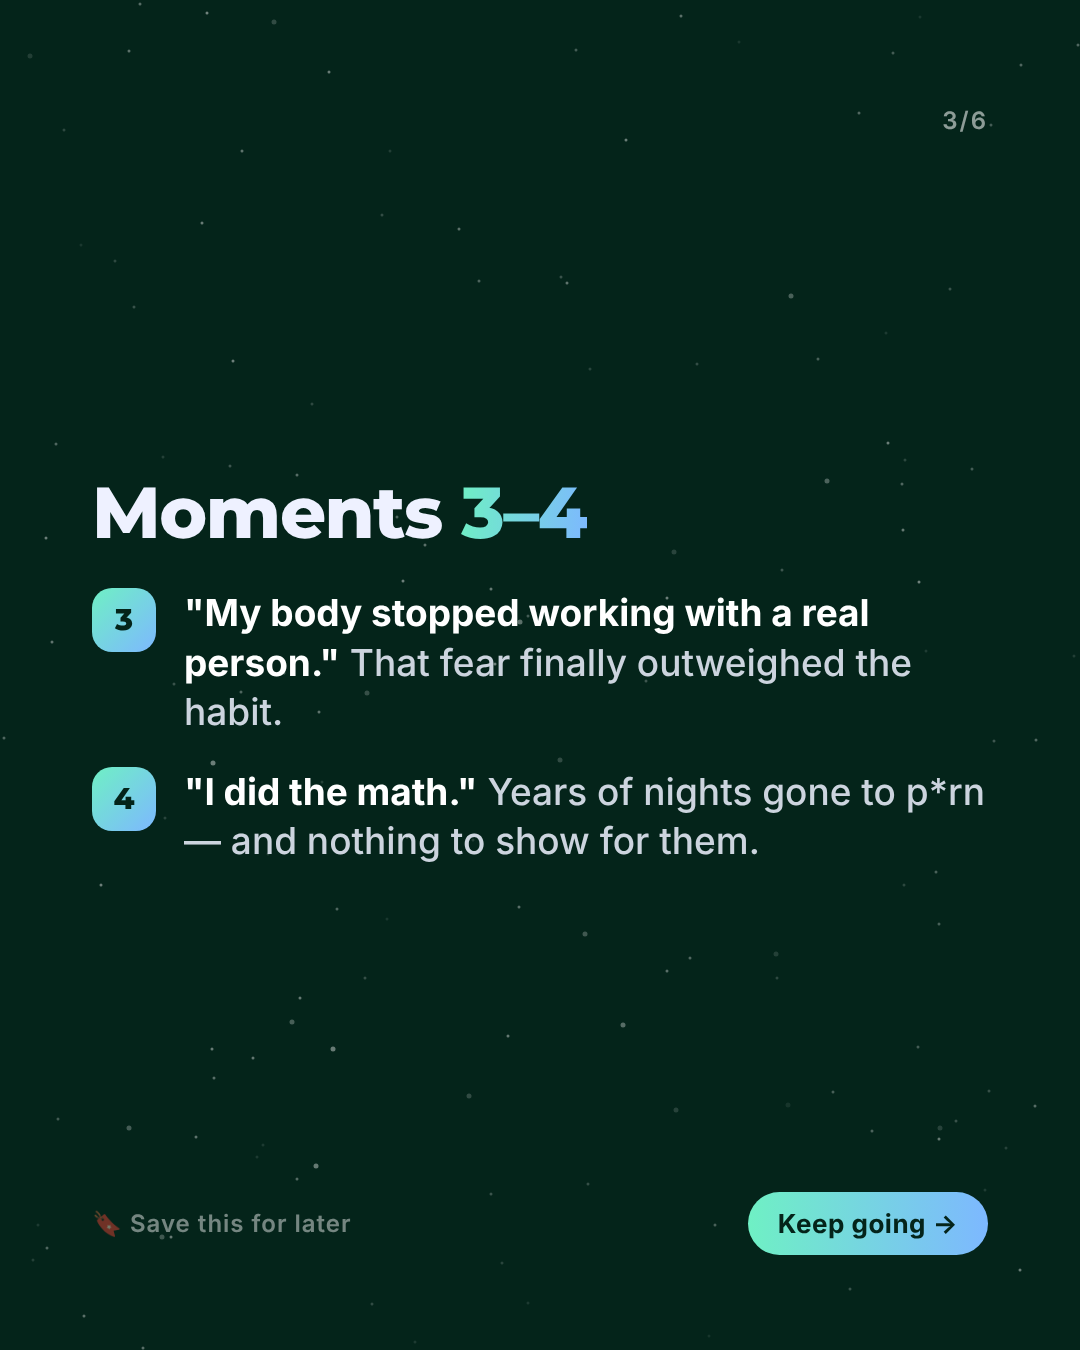 3/6
Moments 3–4
3
"My body stopped working with a real
person." That fear finally outweighed the
habit.
4
"I did the math." Years of nights gone to p*rn
— and nothing to show for them.
🔖 Save this for later
Keep going →